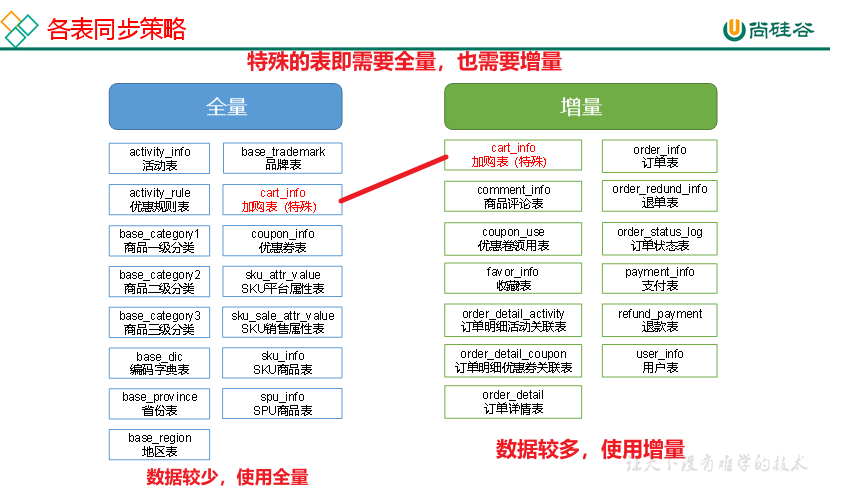 各表同步策略
尚硅谷
特殊的表即需要全量，也需要增量
全量
增量
activity_info
活动表
base_trademark
品牌表
activity_rule
优惠规则表
cart_info
加购表（特殊）
base_category1
商品一级分类
coupon_info
优惠券表
base_category2
商品二级分类
sku_attr_value
SKU平台属性表
base_category3
商品三级分类
sku_sale_attr_value
SKU销售属性表
base_dic
编码字典表
sku_info
SKU商品表
base_province
省份表
spu_info
SPU商品表
base_region
地区表
数据较少，使用全量
cart_info
加购表（特殊）
order_info
订单表
comment_info
商品评论表
order_redund_info
退单表
coupon_use
优惠卷领用表
order_status_log
订单状态表
favor_info
收藏表
payment_info
支付表
order_detail_activity
订单明细活动关联表
refund_payment
退款表
order_detail_coupon
订单明细优惠券关联表
user_info
用户表
order_detail
订单详情表
数据较多，使用增量
让天下没有难学的技术